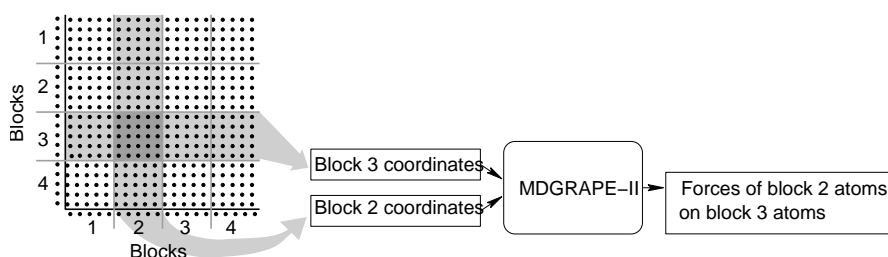 Blocks
1
2
3
4
1 2 3 4
Blocks
Block 3 coordinates
Block 2 coordinates
MDGRAPE−II
Forces of block 2 atoms
on block 3 atoms